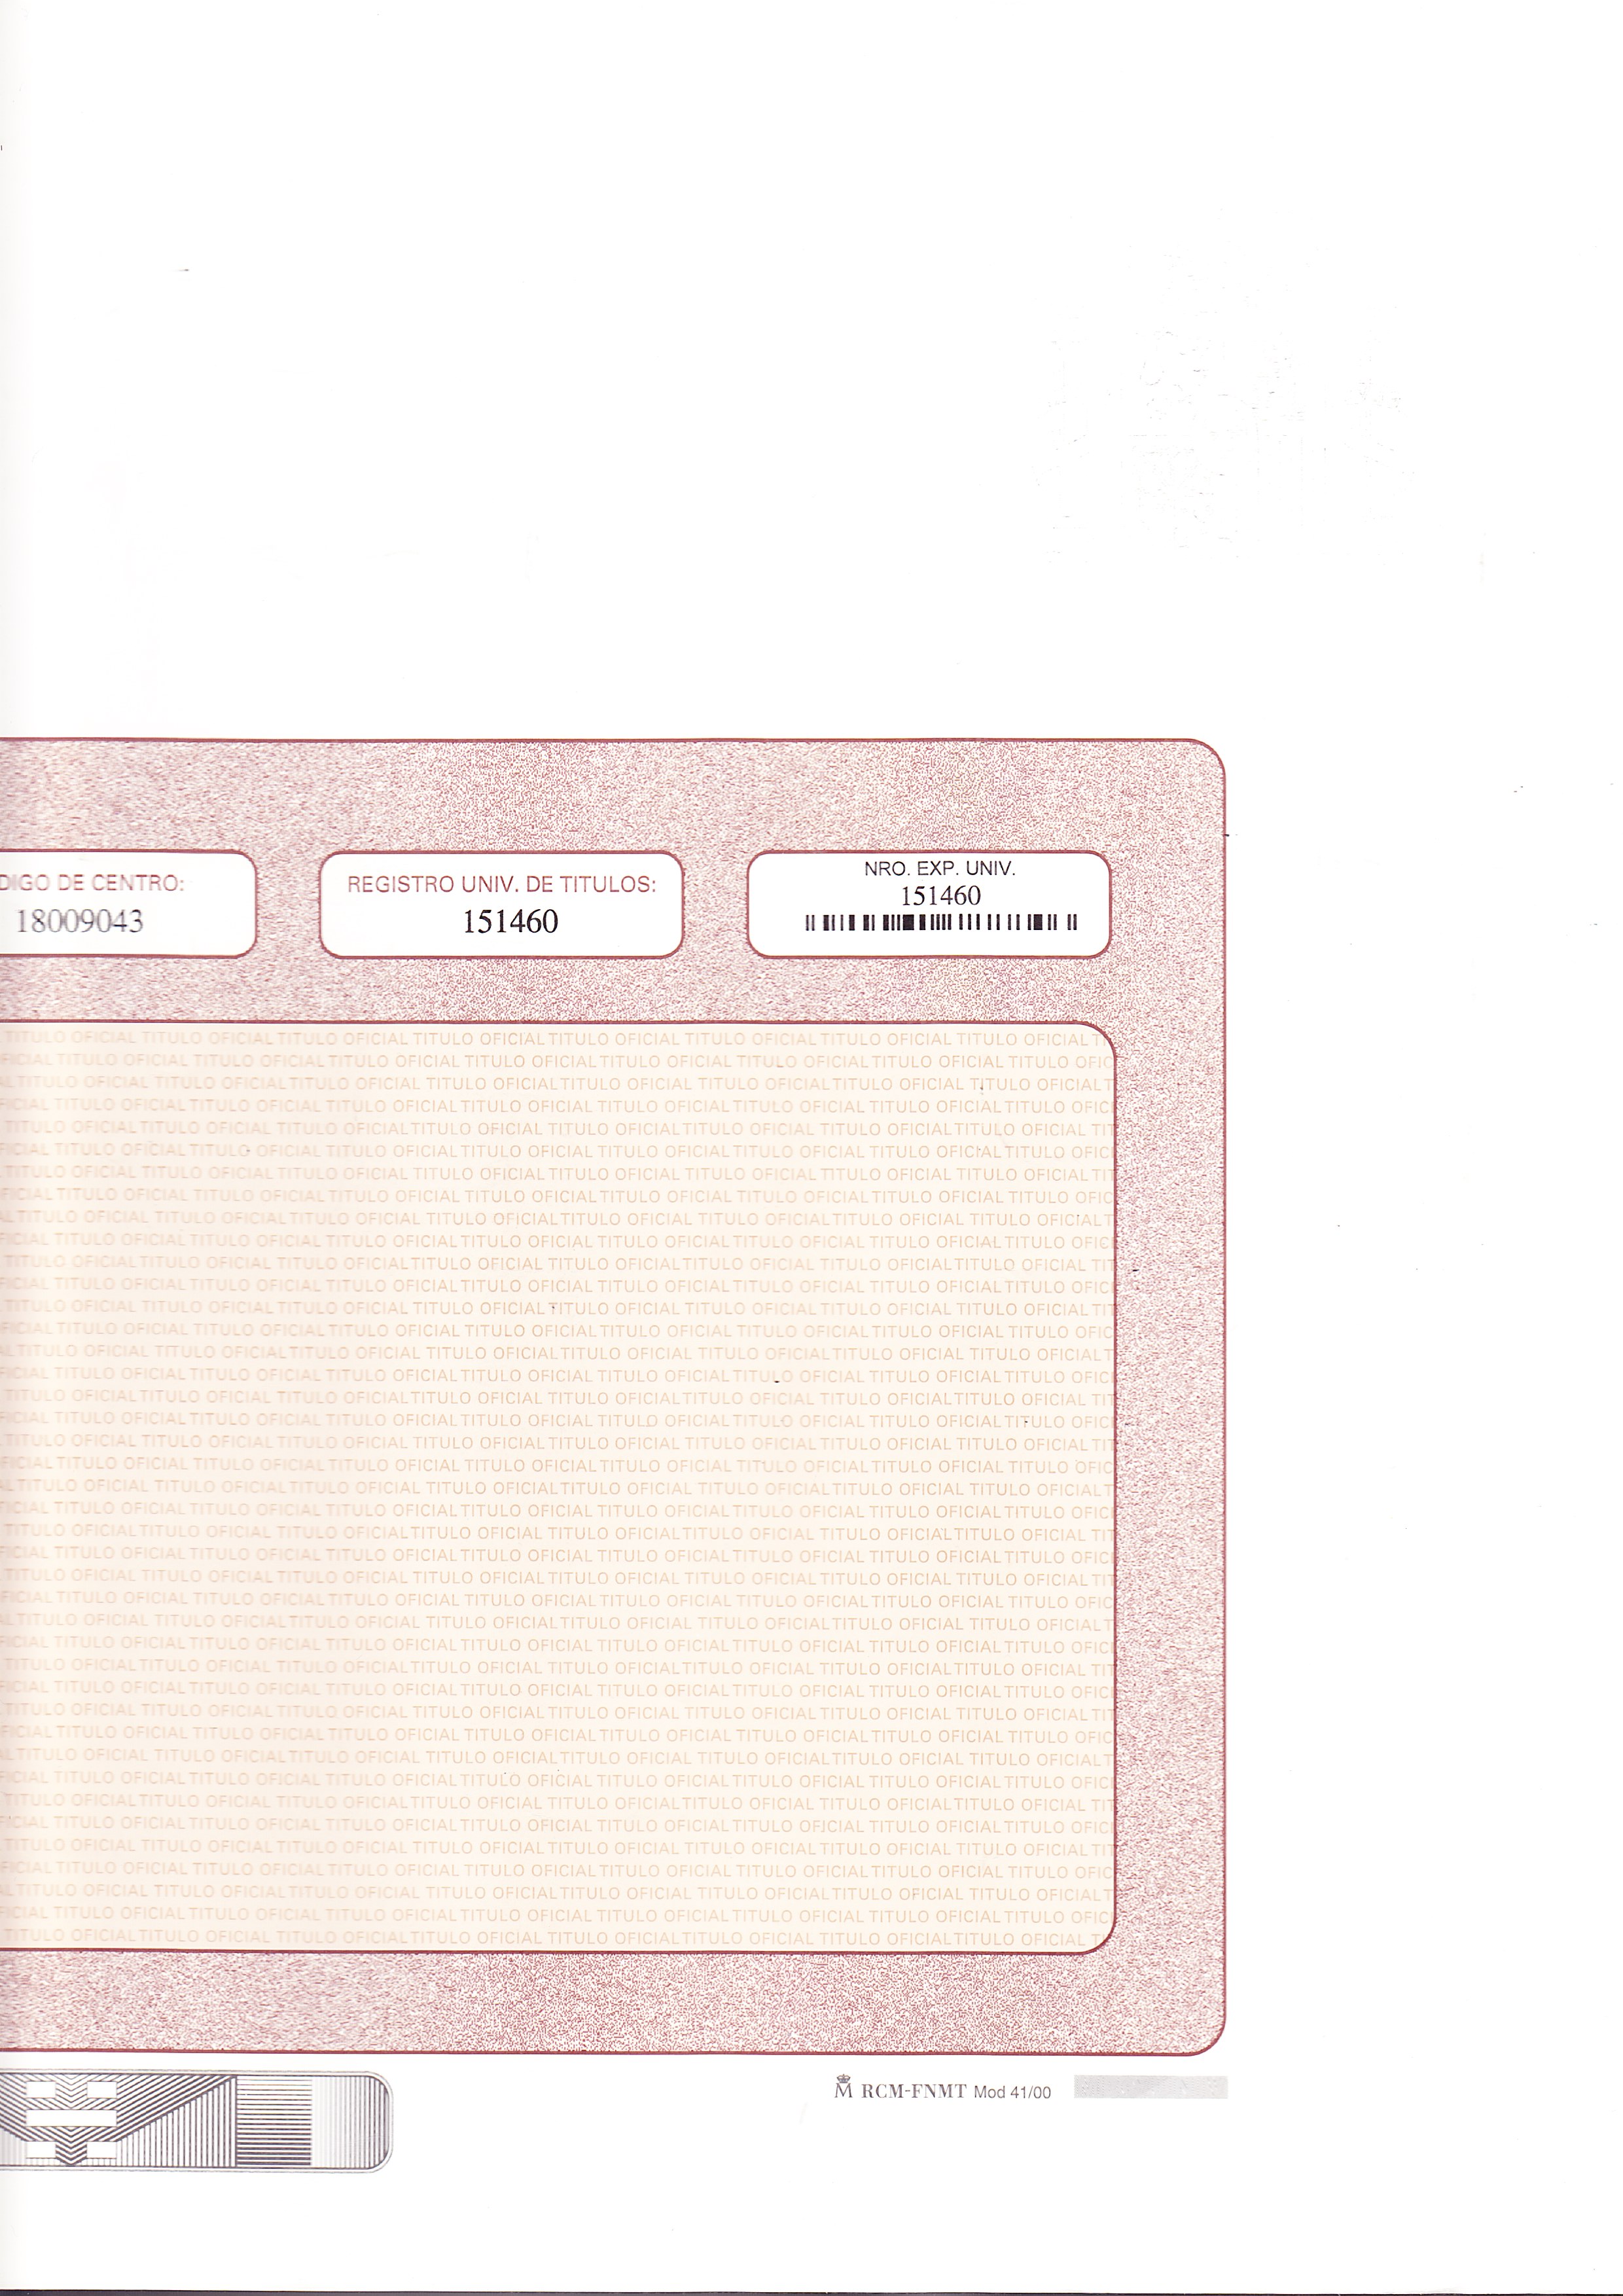 DIGO DE CENTRO:
18009043
REGISTRO UNIV. DE TITULOS:
151460
NRO. EXP. UNIV.
151460
TITULO OFICIAL TITULO OFICIAL TITULO OFICIAL TITULO OFICIAL TITULO OFICIAL TITULO OFICIAL TITULO OFICIAL TITULO OFICIAL
RCM-FNMT Mod 41/00